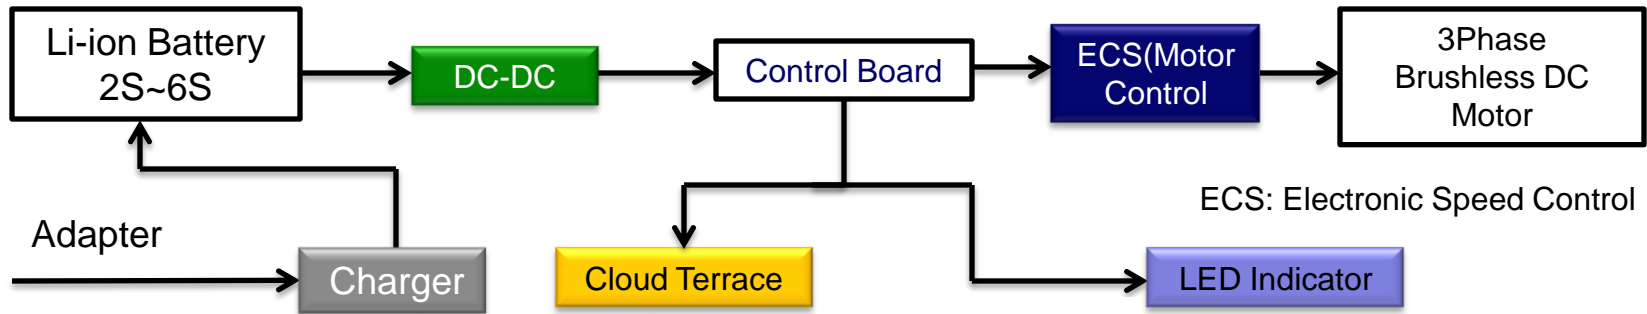 Li-ion Battery
2S~6S
DC-DC
Control Board
ECS(Motor
Control
3Phase
Brushless DC
Motor
ECS: Electronic Speed Control
Adapter
Charger
Cloud Terrace
LED Indicator